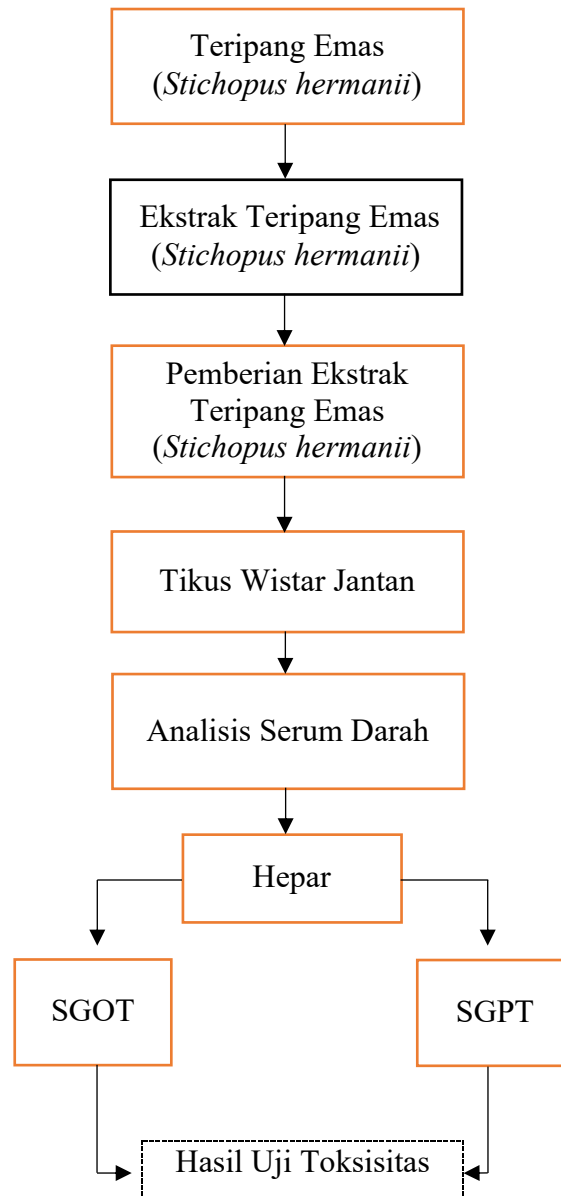 Teripang Emas
(Stichopus hermanii)
Ekstrak Teripang Emas
(Stichopus hermanii)
Pemberian Ekstrak
Teripang Emas
(Stichopus hermanii)
Tikus Wistar Jantan
Analisis Serum Darah
Hepar
SGOT
SGPT
Hasil Uji Toksisitas